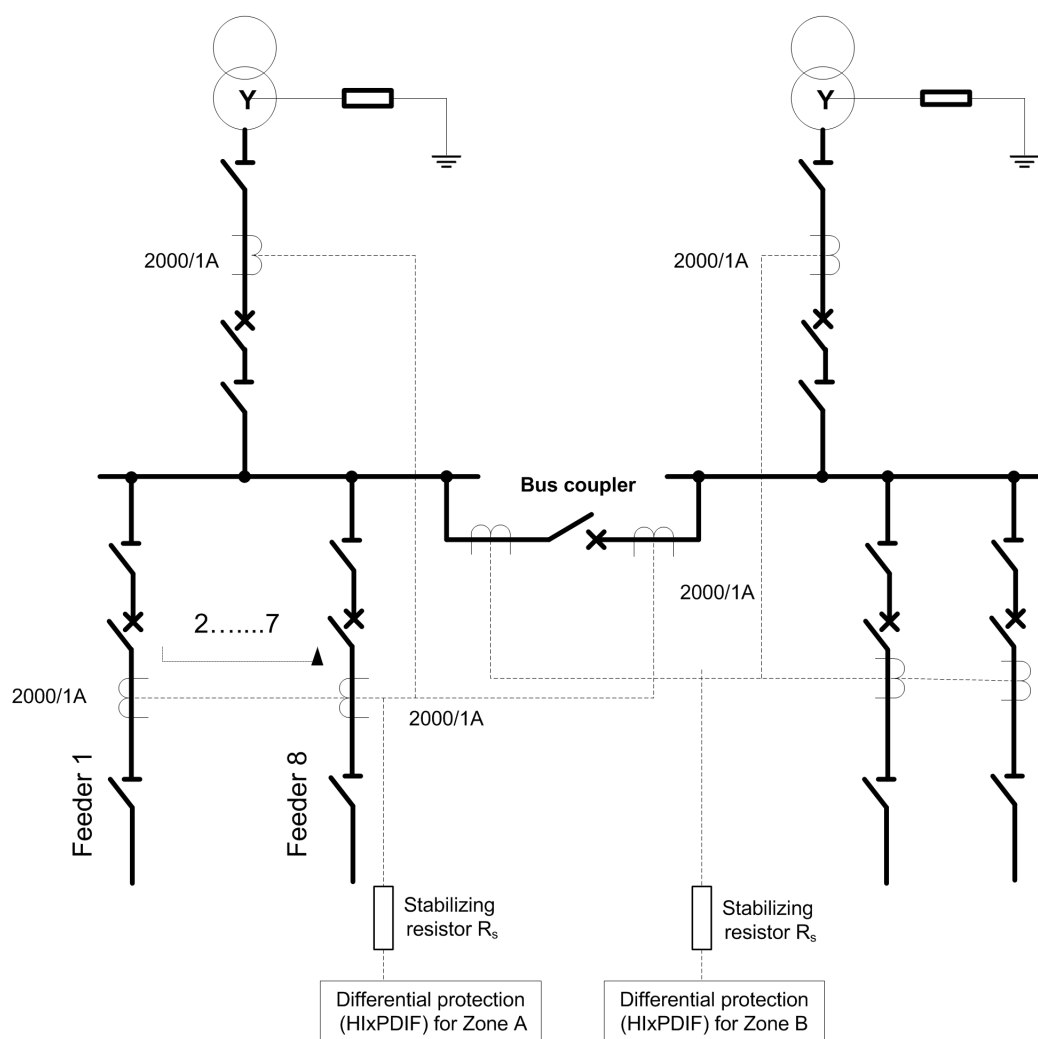 Y
Y
2000/1A
2000/1A
Bus coupler
2000/1A
2…....7
2000/1A
2000/1A
Feeder 1
Feeder 8
Stabilizing
resistor Rs
Stabilizing
resistor Rs
Differential protection
(HIxPDIF) for Zone A
Differential protection
(HIxPDIF) for Zone B